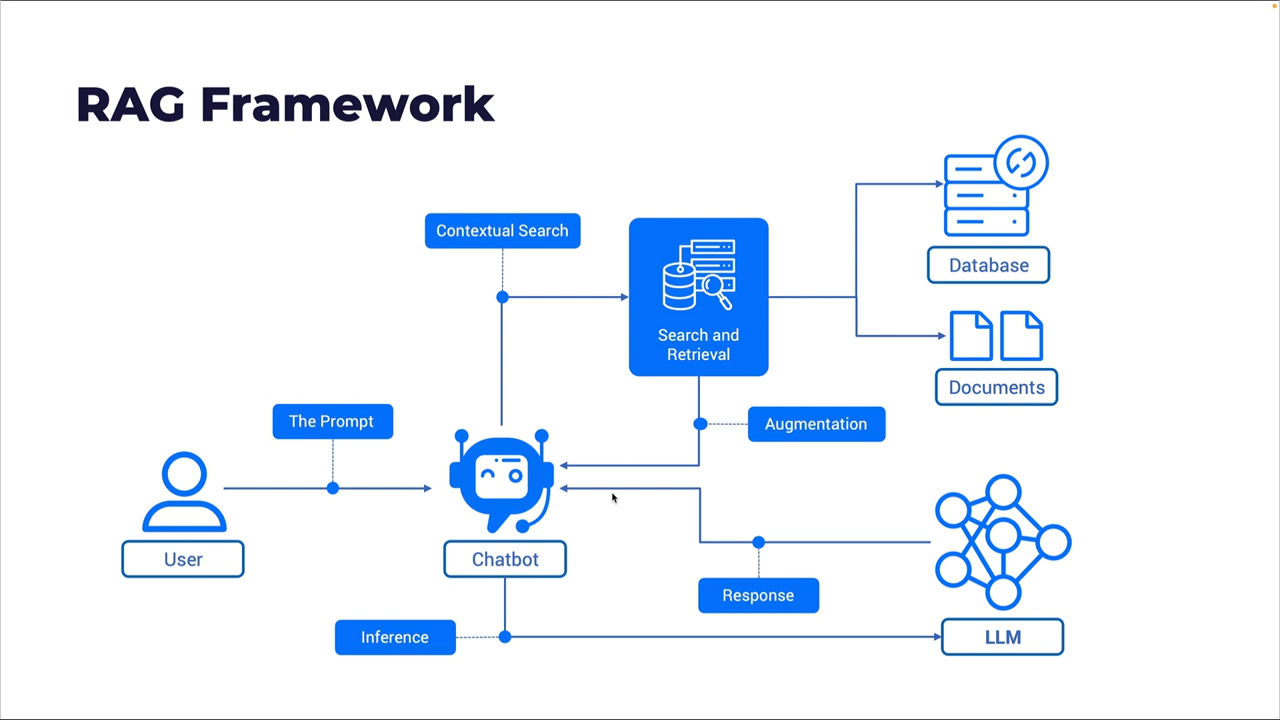 RAG Framework
Contextual Search
Search and
Retrieval
Database
Documents
The Prompt
Augmentation
User
Chatbot
Response
Inference
LLM